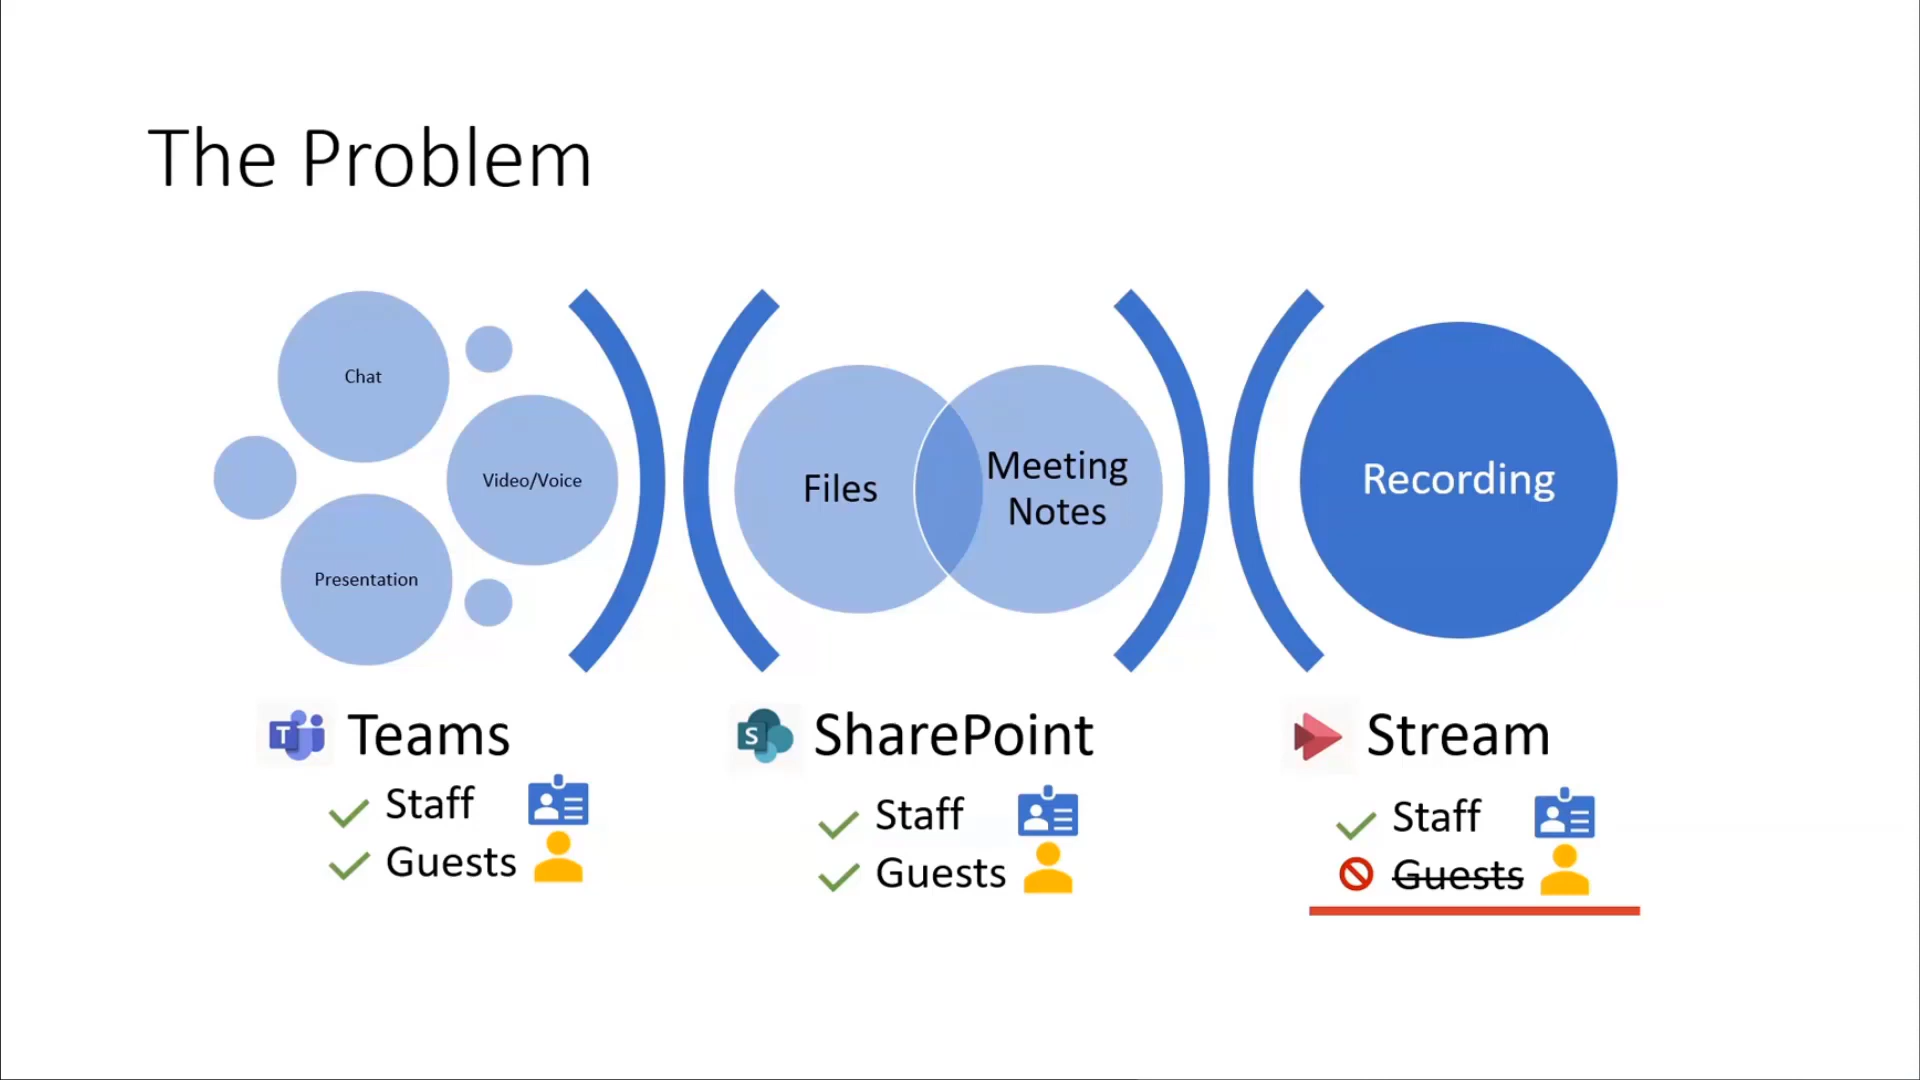 The Problem
Chat
Video/Voice
Presentation
Files
Meeting
Notes
Recording
T Teams
Staff
Guests
S SharePoint
Staff
Guests
Stream
Staff
Guests